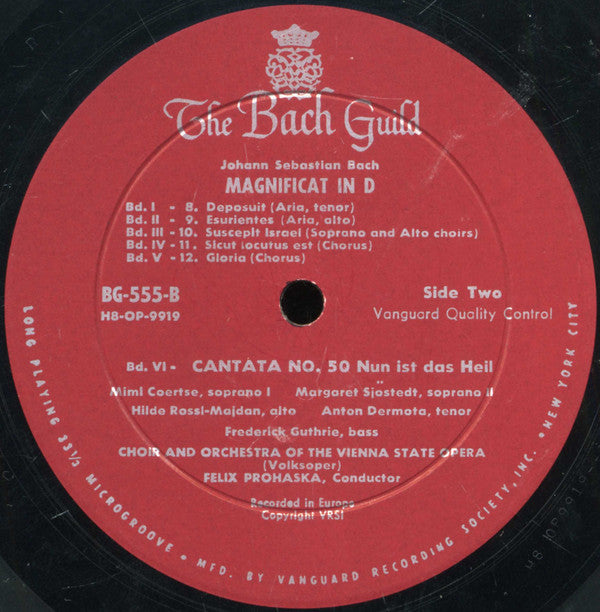 The Bach Guild
Johann Sebastian Bach
MAGNIFICAT IN D
Bd. I - 8. Deposuit (Aria, tenor)
Bd. II - 9. Esurientes (Aria, alto)
Bd. III - 10. Suscepit Israel (Soprano and Alto choirs)
Bd. IV - 11. Sicut locutus est (Chorus)
Bd. V - 12. Gloria (Chorus)
BG-555-B
Side Two
H8-OP-9919
Vanguard Quality Control
Bd. VI - CANTATA NO. 50 Nun ist das Heil
Mimi Coertse, soprano I Margaret Sjöstedt, soprano II
Hilde Rossl-Majdan, alto Anton Dermota, tenor
Frederick Guthrie, bass
CHOIR AND ORCHESTRA OF THE VIENNA STATE OPERA
(Volksoper)
FELIX PROHASKA, Conductor
Recorded in Europe
Copyright VRSI
LONG PLAYING 33⅓ MICROGROOVE • MFD. BY VANGUARD RECORDING SOCIETY, INC. • NEW YORK CITY